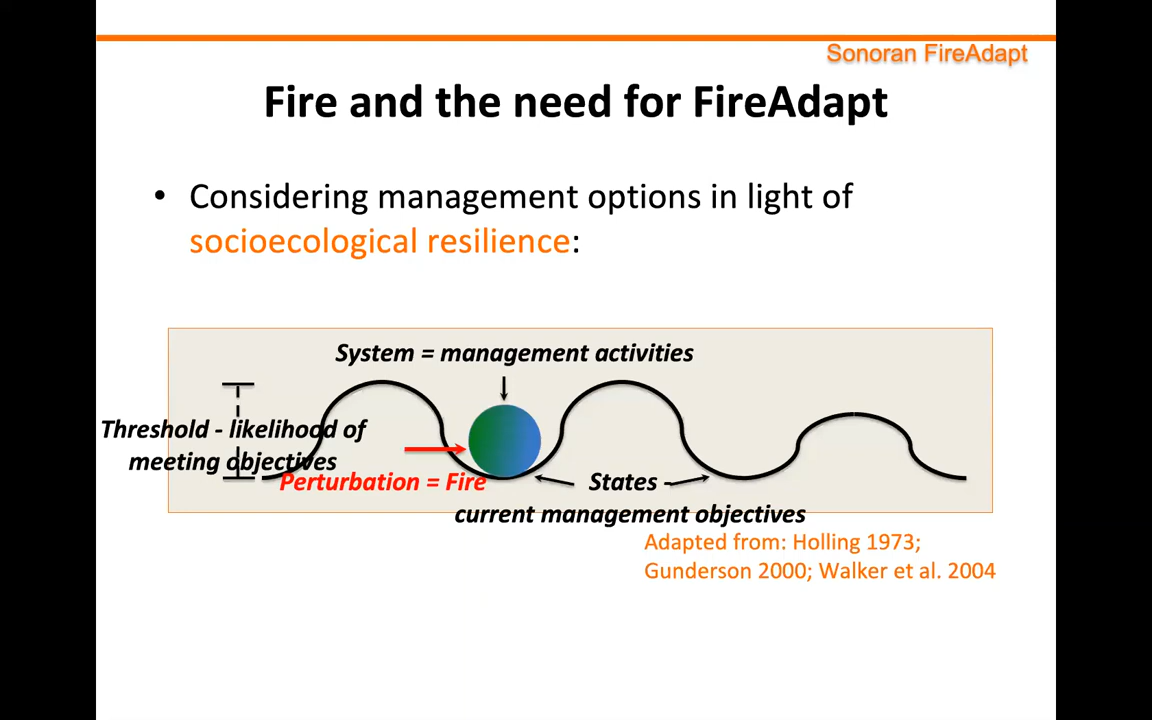 Sonoran FireAdapt
Fire and the need for FireAdapt
• Considering management options in light of
socioecological resilience:
System = management activities
Threshold - likelihood of
meeting objectives
Perturbation = Fire
States -
current management objectives
Adapted from: Holling 1973;
Gunderson 2000; Walker et al. 2004